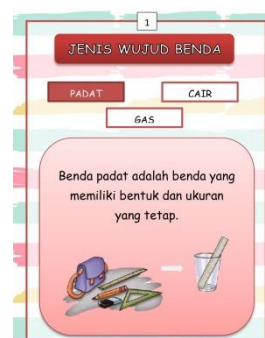 1
JENIS WUJUD BENDA
PADAT
CAIR
GAS
Benda padat adalah benda yang
memiliki bentuk dan ukuran
yang tetap.